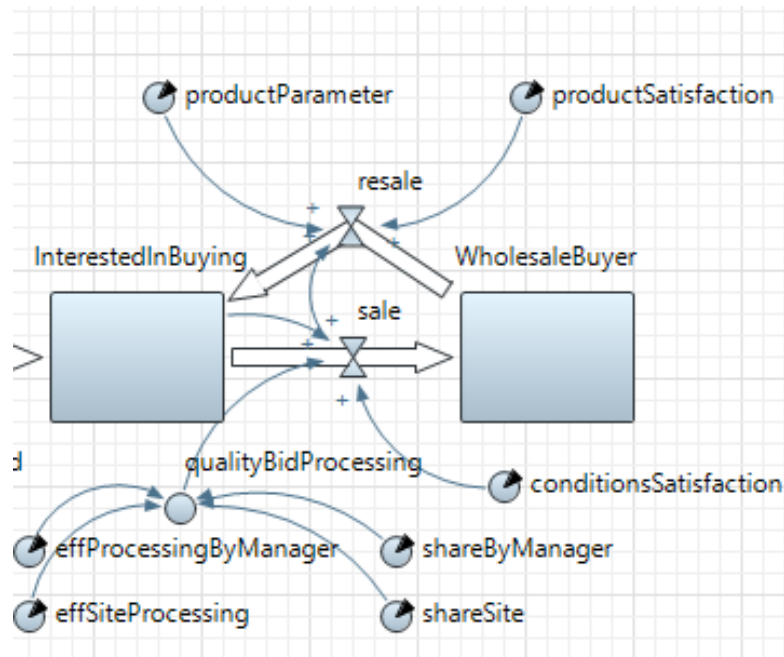 productParameter
productSatisfaction
resale
+
+
+
InterestedInBuying
WholesaleBuyer
sale
+
+
+
d
qualityBidProcessing
conditionsSatisfaction
effProcessingByManager
shareByManager
effSiteProcessing
shareSite